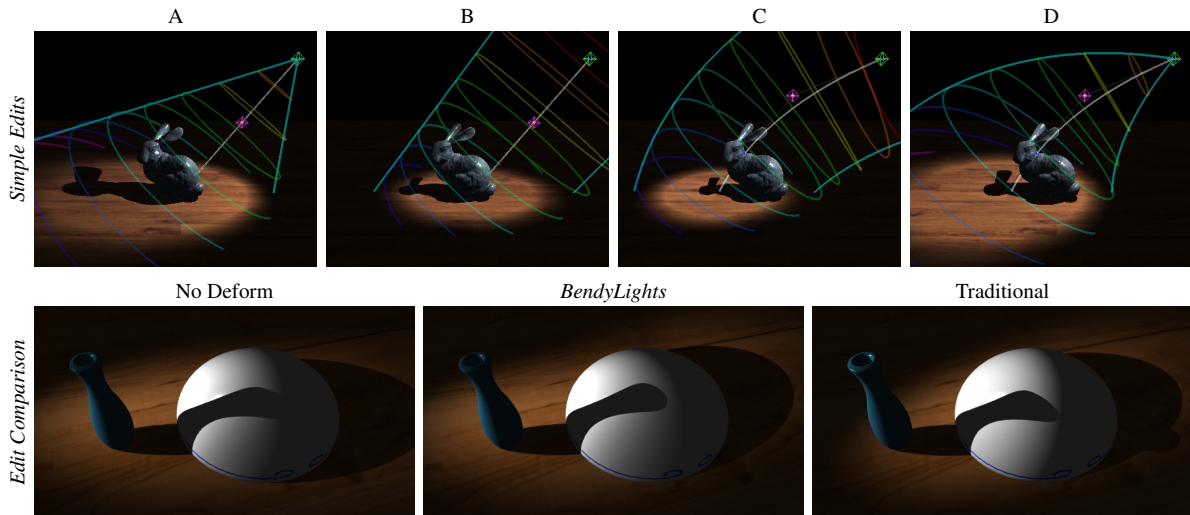 A
B
C
D
Simple Edits
No Deform
BendyLights
Traditional
Edit Comparison